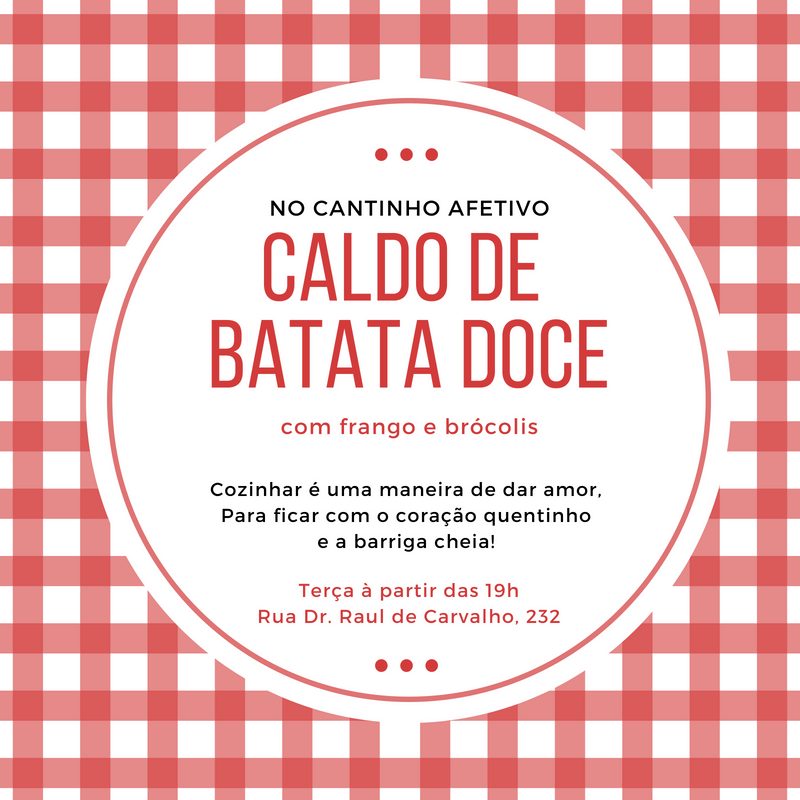 NO CANTINHO AFETIVO
CALDO DE
BATATA DOCE
com frango e brócolis
Cozinhar é uma maneira de dar amor,
Para ficar com o coração quentinho
e a barriga cheia!
Terça à partir das 19h
Rua Dr. Raul de Carvalho, 232